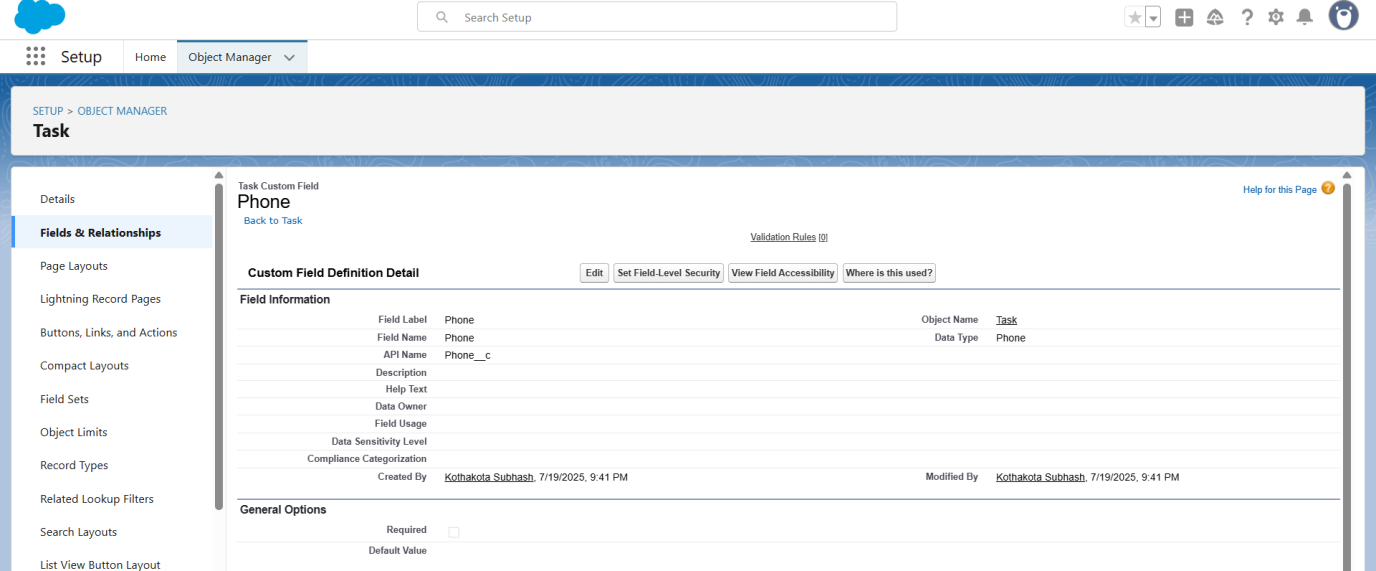 Search Setup
Setup
Home
Object Manager
SETUP > OBJECT MANAGER
Task
Details
Fields & Relationships
Page Layouts
Lightning Record Pages
Buttons, Links, and Actions
Compact Layouts
Field Sets
Object Limits
Record Types
Related Lookup Filters
Search Layouts
List View Button Layout
Task Custom Field
Phone
Back to Task
Help for this Page ?
Validation Rules [0]
Custom Field Definition Detail
Edit Set Field-Level Security View Field Accessibility Where is this used?
Field Information
Field Label Phone Object Name Task
Field Name Phone Data Type Phone
API Name Phone__c
Description
Help Text
Data Owner
Field Usage
Data Sensitivity Level
Compliance Categorization
Created By Kothakota Subhash, 7/19/2025, 9:41 PM Modified By Kothakota Subhash, 7/19/2025, 9:41 PM
General Options
Required
Default Value